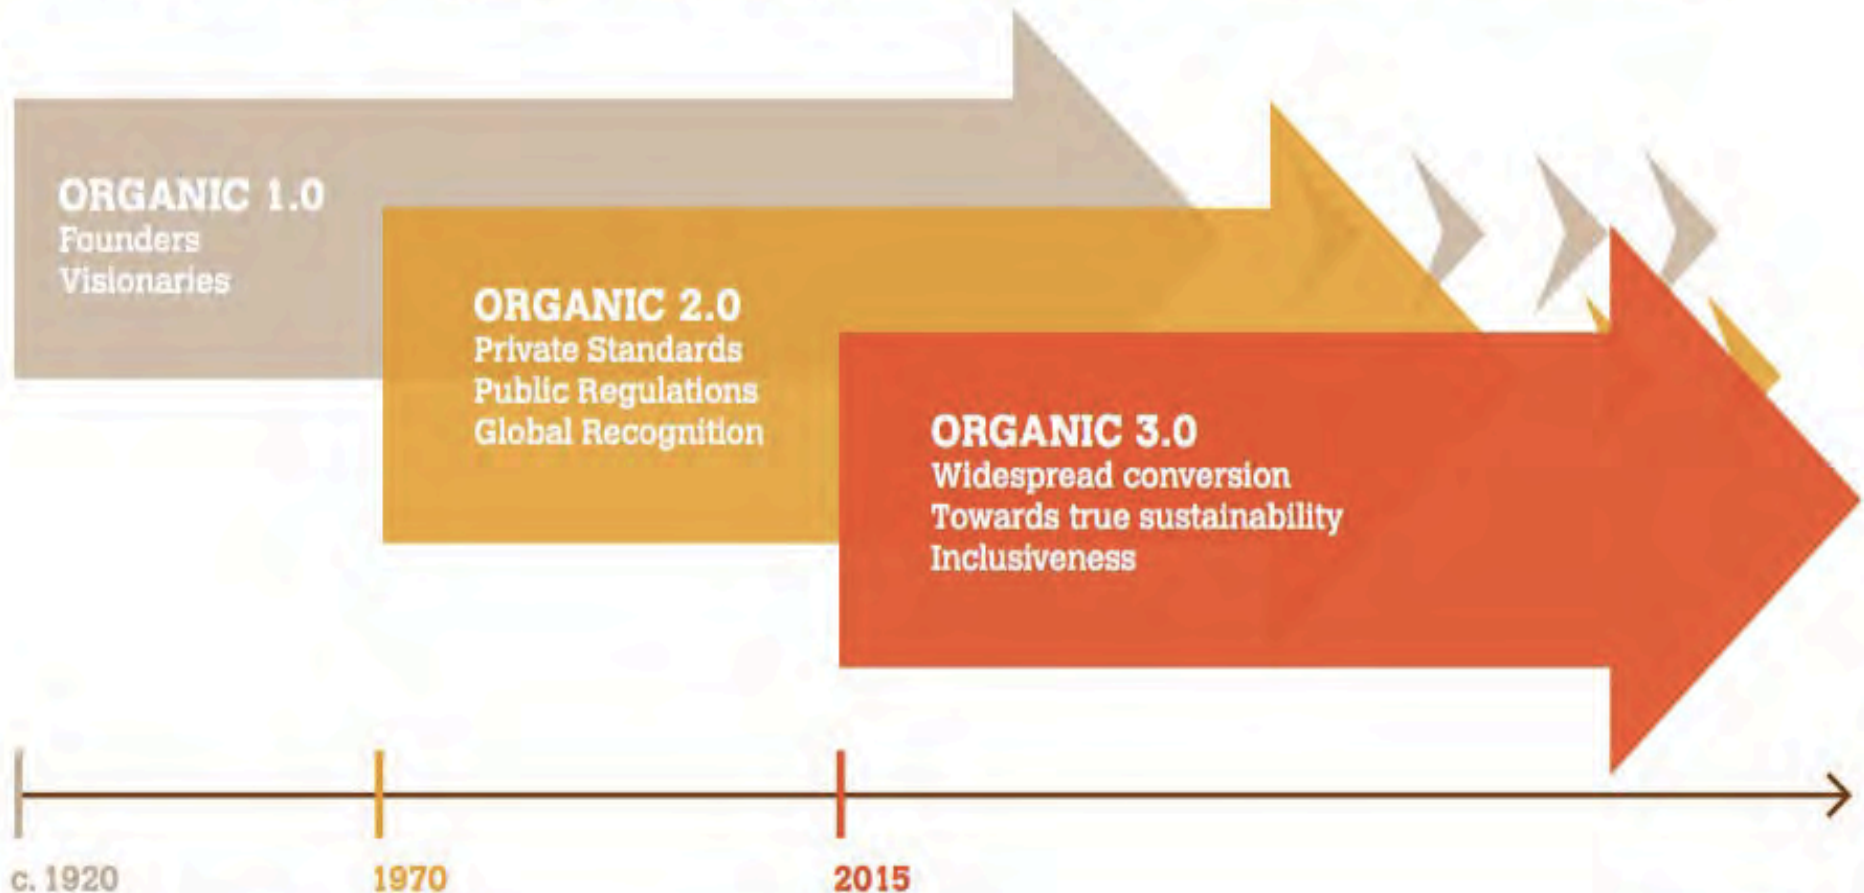 ORGANIC 1.0
Founders
Visionaries
ORGANIC 2.0
Private Standards
Public Regulations
Global Recognition
ORGANIC 3.0
Widespread conversion
Towards true sustainability
Inclusiveness
c. 1920
1970
2015